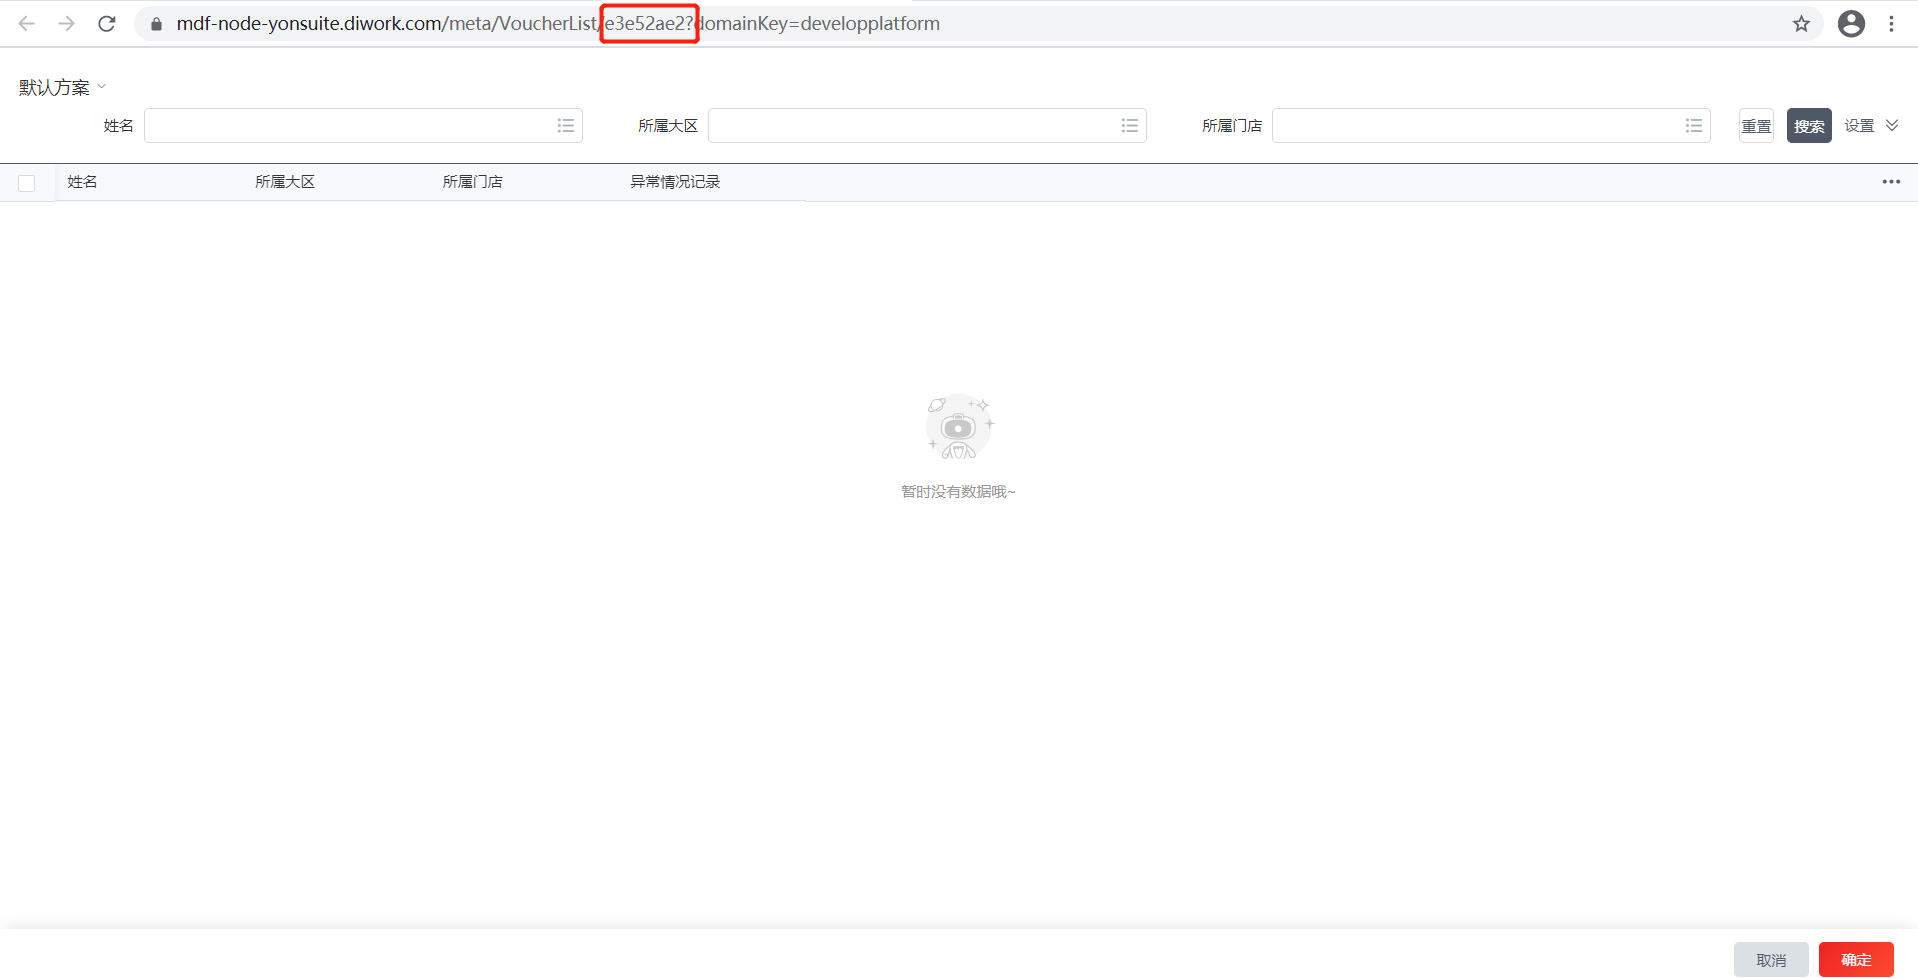 mdf-node-yonsuite.diwork.com/meta/VoucherList/e3e52ae2?domainKey=developplatform
默认方案
姓名 所属大区 所属门店 重置 搜索 设置
姓名 所属大区 所属门店 异常情况记录
暂时没有数据哦~
取消 确定